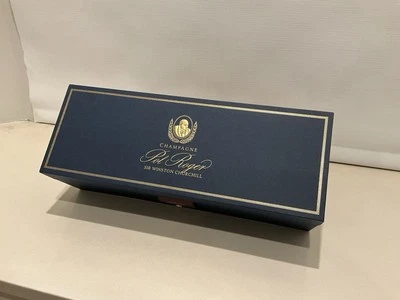 CHAMPAGNE
Pol Roger
SIR WINSTON CHURCHILL